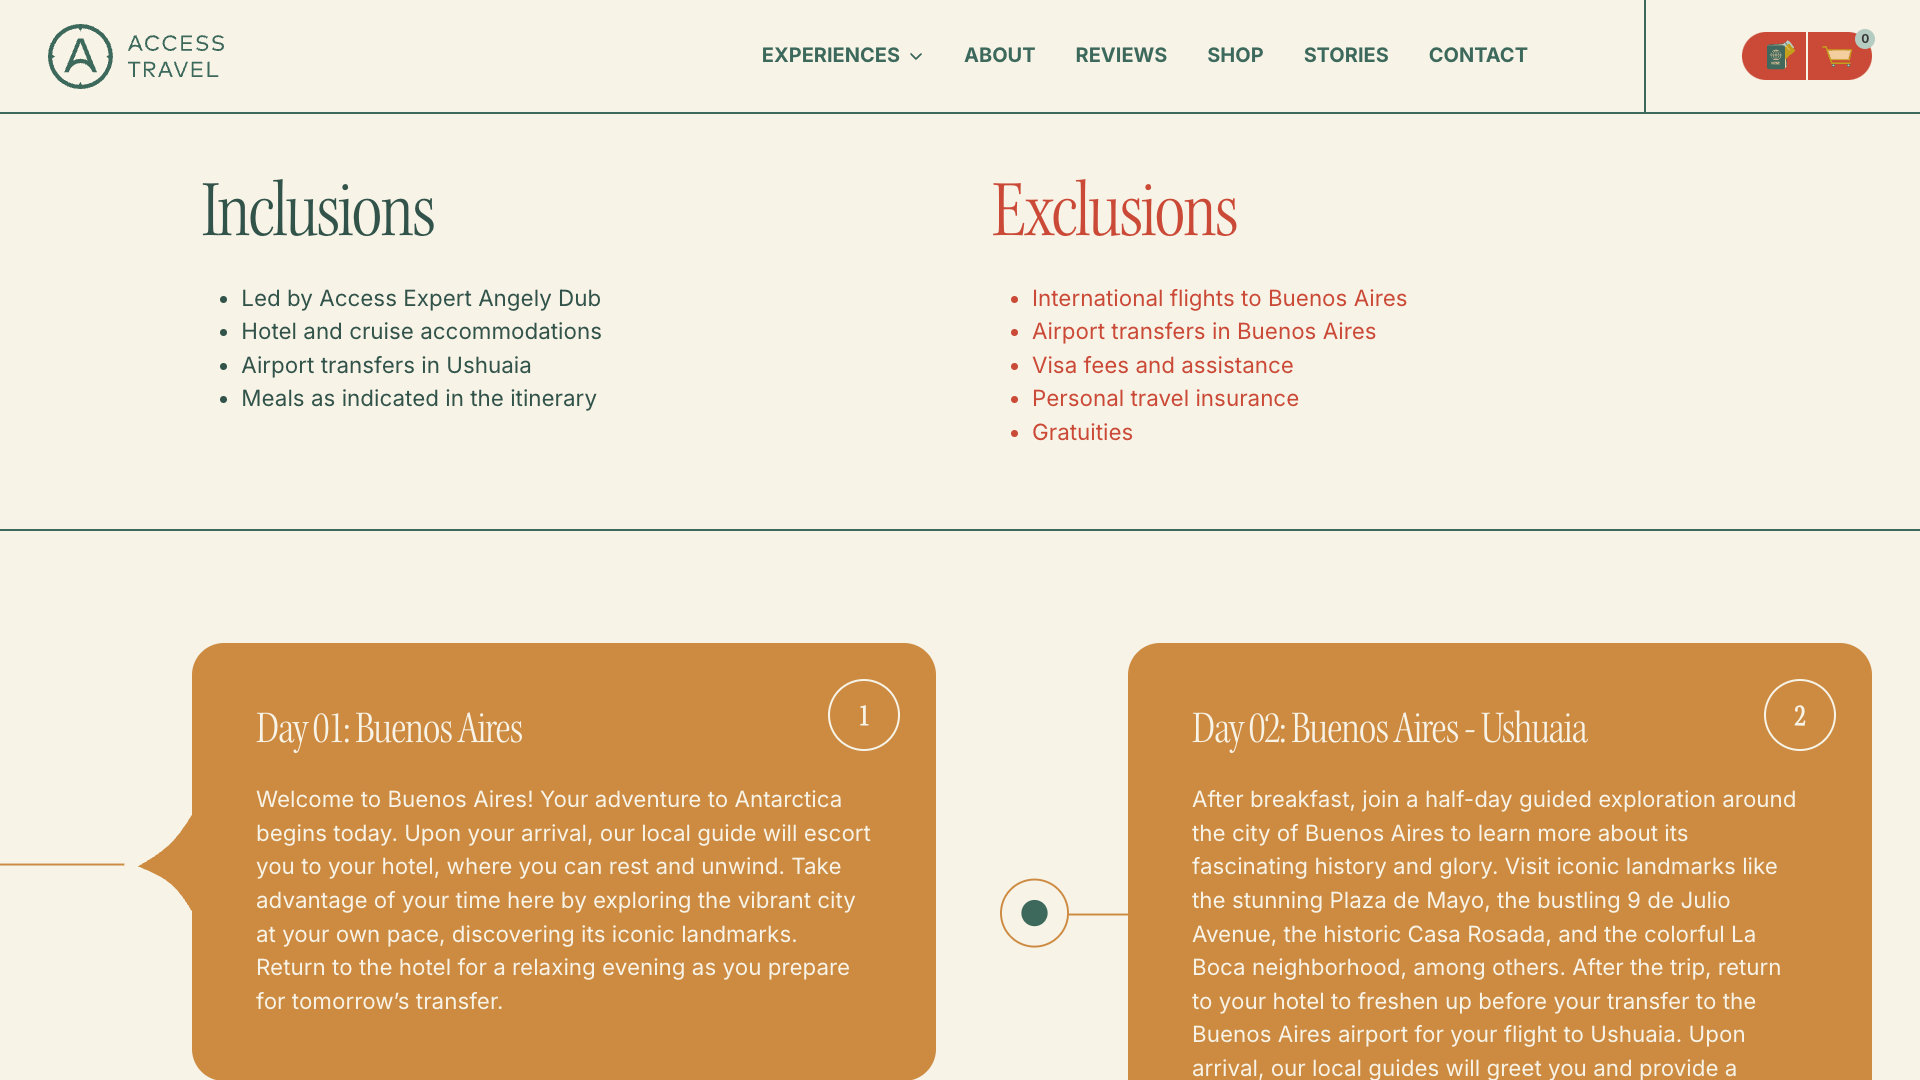 ACCESS
TRAVEL
EXPERIENCES ABOUT REVIEWS SHOP STORIES CONTACT
0
Inclusions
• Led by Access Expert Angely Dub
• Hotel and cruise accommodations
• Airport transfers in Ushuaia
• Meals as indicated in the itinerary
Exclusions
• International flights to Buenos Aires
• Airport transfers in Buenos Aires
• Visa fees and assistance
• Personal travel insurance
• Gratuities
Day 01: Buenos Aires
1
Welcome to Buenos Aires! Your adventure to Antarctica
begins today. Upon your arrival, our local guide will escort
you to your hotel, where you can rest and unwind. Take
advantage of your time here by exploring the vibrant city
at your own pace, discovering its iconic landmarks.
Return to the hotel for a relaxing evening as you prepare
for tomorrow’s transfer.
Day 02: Buenos Aires - Ushuaia
2
After breakfast, join a half-day guided exploration around
the city of Buenos Aires to learn more about its
fascinating history and glory. Visit iconic landmarks like
the stunning Plaza de Mayo, the bustling 9 de Julio
Avenue, the historic Casa Rosada, and the colorful La
Boca neighborhood, among others. After the trip, return
to your hotel to freshen up before your transfer to the
Buenos Aires airport for your flight to Ushuaia. Upon
arrival, our local guides will greet you and provide a